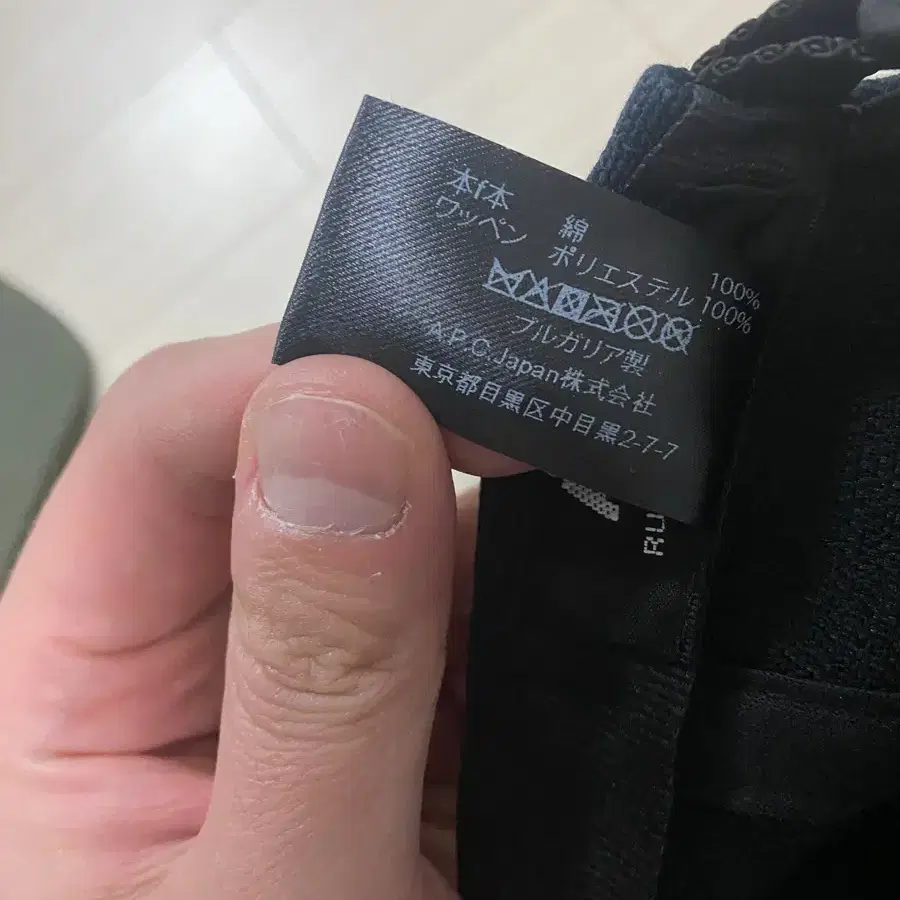 本f本 綿 100%
ワッペン ポリエステル 100%
ブルガリア製
A.P.C.Japan株式会社
東京都目黒区中目黒2-7-7